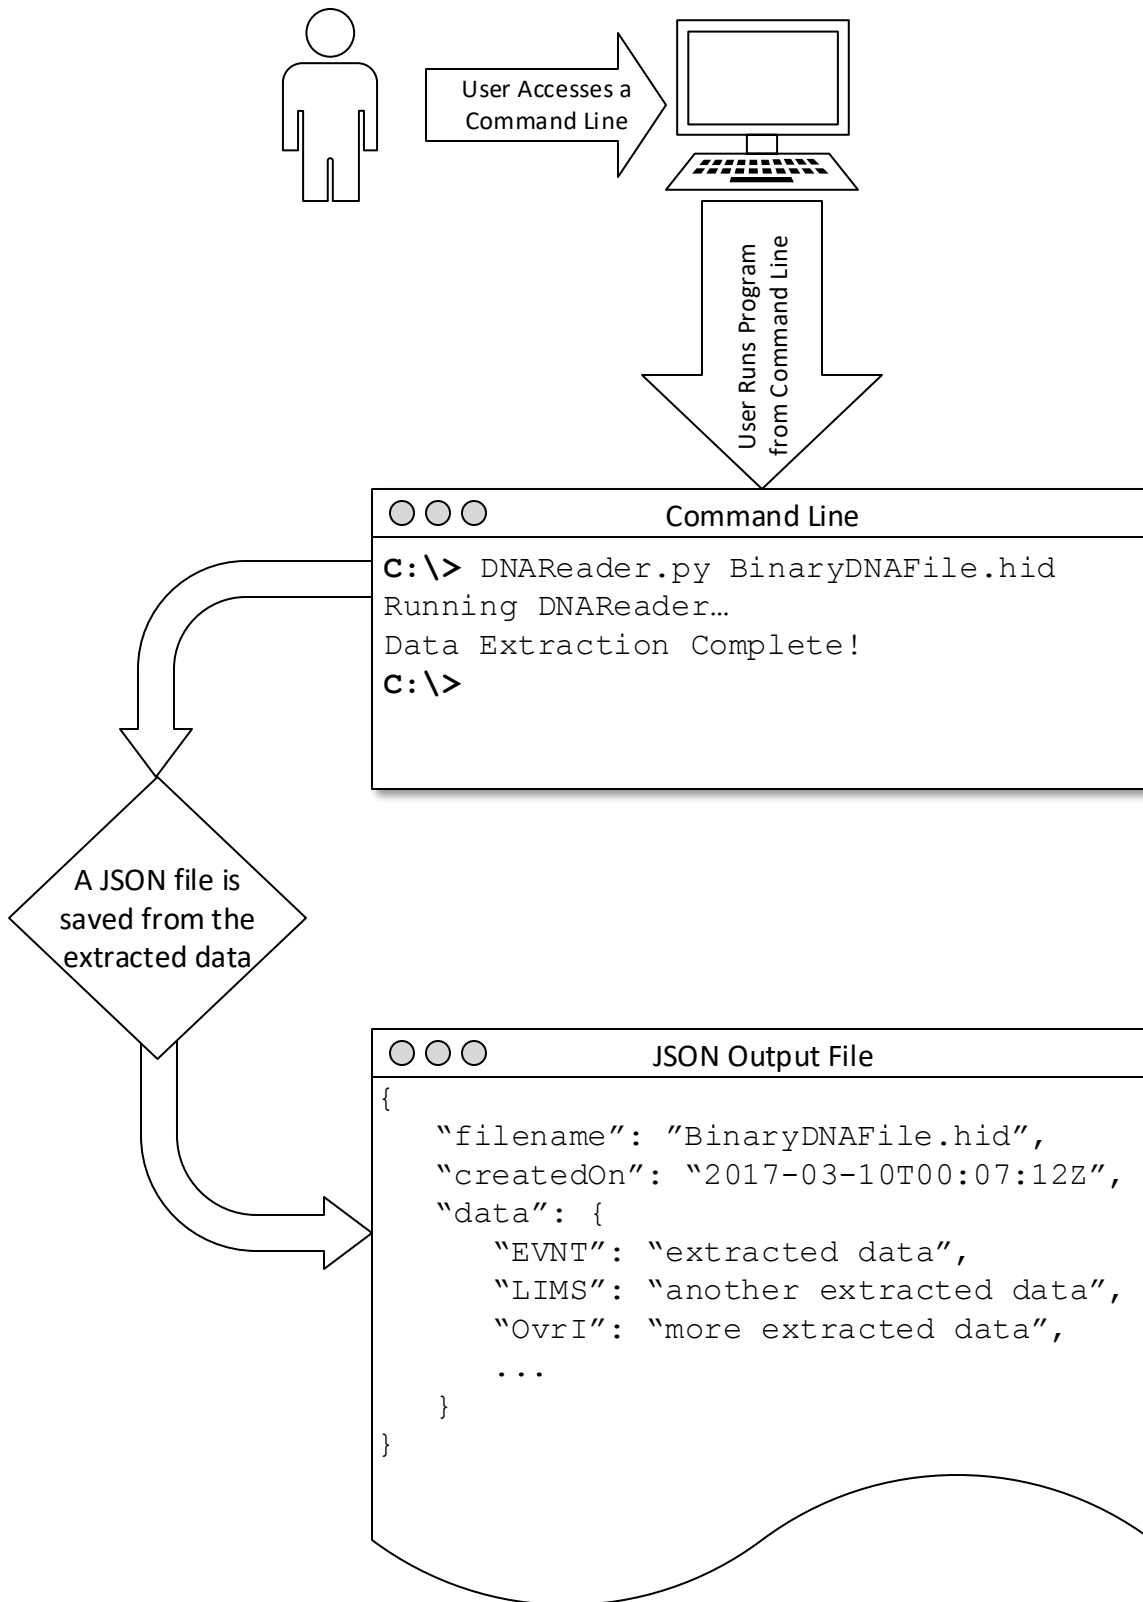 User Accesses a
Command Line
User Runs Program
from Command Line
Command Line
C:\> DNAReader.py BinaryDNAFile.hid
Running DNAReader…
Data Extraction Complete!
C:\>
A JSON file is
saved from the
extracted data
JSON Output File
{
“filename”: ”BinaryDNAFile.hid”,
“createdOn”: “2017-03-10T00:07:12Z”,
“data”: {
“EVNT”: “extracted data”,
“LIMS”: “another extracted data”,
“OvrI”: “more extracted data”,
...
}
}